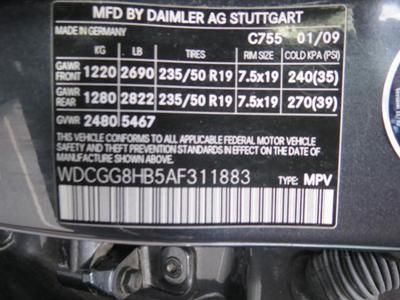 MFD BY DAIMLER AG STUTTGART
C755 01/09
KG LB TIRES RIM SIZE COLD KPA (PSI)
GAWR FRONT 1220 2690 235/50 R19 7.5x19 240(35)
GAWR REAR 1280 2822 235/50 R19 7.5x19 270(39)
GVWR 2480 5467
THIS VEHICLE CONFORMS TO ALL APPLICABLE FEDERAL MOTOR VEHICLE
SAFETY AND THEFT PREVENTION STANDARDS IN EFFECT
ON THE DATE OF MANUFACTURE SHOWN ABOVE.
WDCGG8HB5AF311883 TYPE: MPV